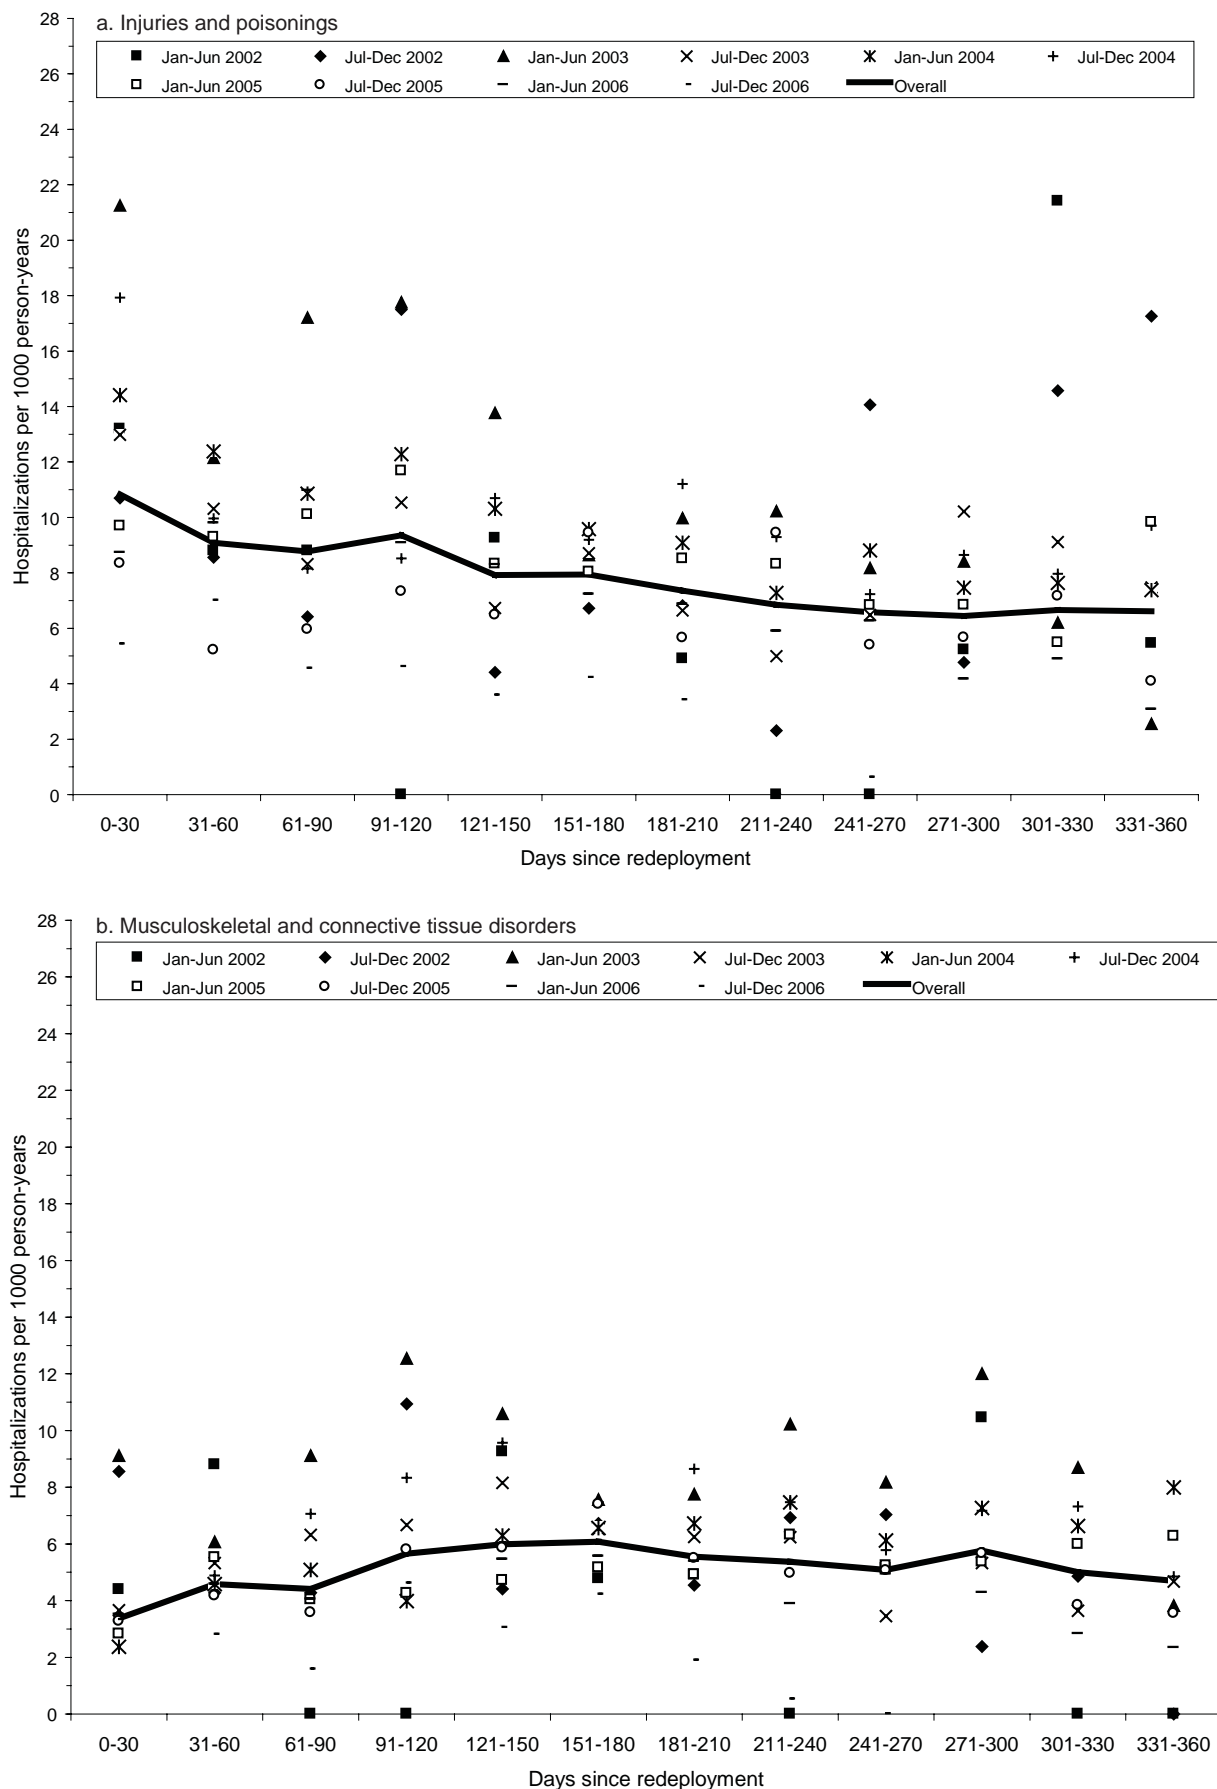 a. Injuries and poisonings
Jan-Jun 2002 Jul-Dec 2002 Jan-Jun 2003 Jul-Dec 2003 Jan-Jun 2004 Jul-Dec 2004
Jan-Jun 2005 Jul-Dec 2005 Jan-Jun 2006 Jul-Dec 2006 Overall
Hospitalizations per 1000 person-years
28
26
24
22
20
18
16
14
12
10
8
6
4
2
0
0-30 31-60 61-90 91-120 121-150 151-180 181-210 211-240 241-270 271-300 301-330 331-360
Days since redeployment
b. Musculoskeletal and connective tissue disorders
Jan-Jun 2002 Jul-Dec 2002 Jan-Jun 2003 Jul-Dec 2003 Jan-Jun 2004 Jul-Dec 2004
Jan-Jun 2005 Jul-Dec 2005 Jan-Jun 2006 Jul-Dec 2006 Overall
Hospitalizations per 1000 person-years
28
26
24
22
20
18
16
14
12
10
8
6
4
2
0
0-30 31-60 61-90 91-120 121-150 151-180 181-210 211-240 241-270 271-300 301-330 331-360
Days since redeployment